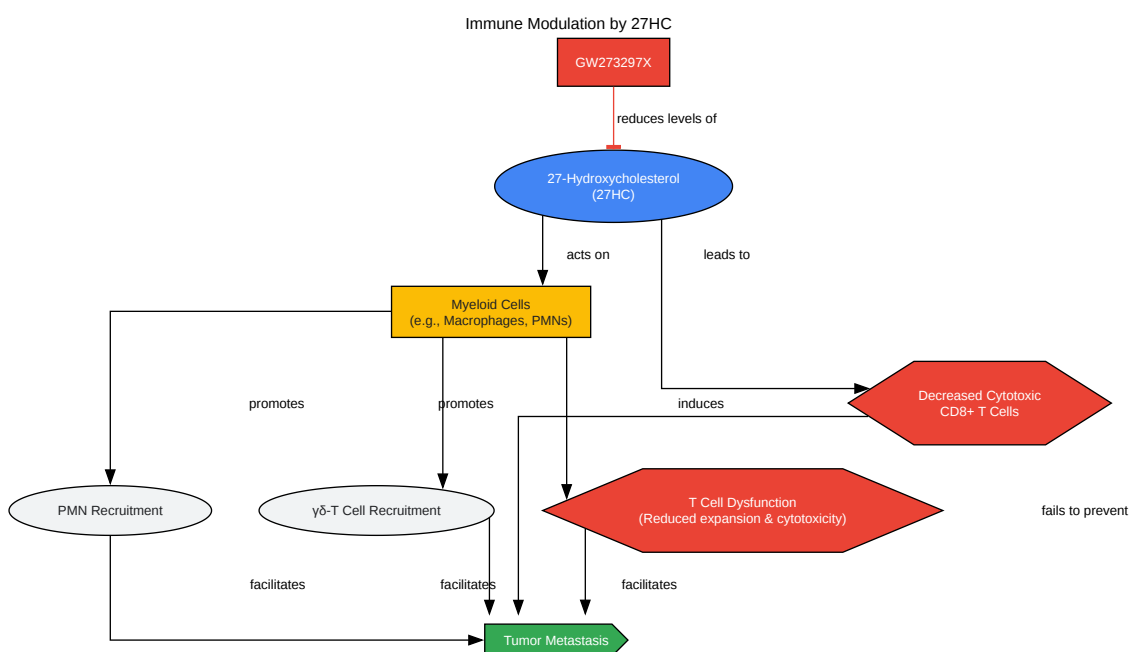 Immune Modulation by 27HC
GW273297X
reduces levels of
27-Hydroxycholesterol
(27HC)
acts on
leads to
Myeloid Cells
(e.g., Macrophages, PMNs)
promotes
promotes
induces
Decreased Cytotoxic
CD8+ T Cells
PMN Recruitment
γδ-T Cell Recruitment
T Cell Dysfunction
(Reduced expansion & cytotoxicity)
fails to prevent
facilitates
facilitates
facilitates
Tumor Metastasis